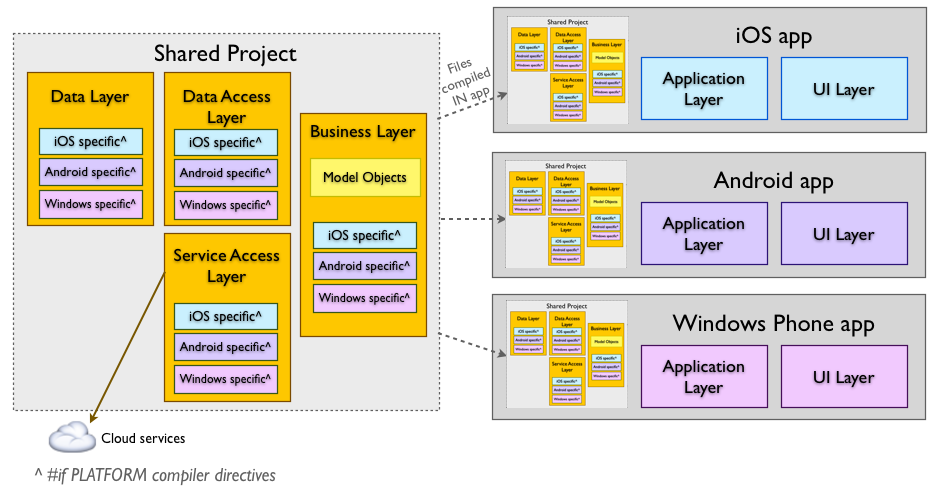 Shared Project
Data Layer
iOS specific^
Android specific^
Windows specific^
Data Access
Layer
iOS specific^
Android specific^
Windows specific^
Business Layer
Model Objects
iOS specific^
Android specific^
Windows specific^
Service Access
Layer
iOS specific^
Android specific^
Windows specific^
Cloud services
^ #if PLATFORM compiler directives
Files
compiled
IN app
Shared Project
Data Layer
iOS specific^
Android specific^
Windows specific^
Data Access
Layer
iOS specific^
Android specific^
Windows specific^
Business Layer
Model Objects
iOS specific^
Android specific^
Windows specific^
Service Access
Layer
iOS specific^
Android specific^
Windows specific^
iOS app
Application
Layer
UI Layer
Shared Project
Data Layer
iOS specific^
Android specific^
Windows specific^
Data Access
Layer
iOS specific^
Android specific^
Windows specific^
Business Layer
Model Objects
iOS specific^
Android specific^
Windows specific^
Service Access
Layer
iOS specific^
Android specific^
Windows specific^
Android app
Application
Layer
UI Layer
Shared Project
Data Layer
iOS specific^
Android specific^
Windows specific^
Data Access
Layer
iOS specific^
Android specific^
Windows specific^
Business Layer
Model Objects
iOS specific^
Android specific^
Windows specific^
Service Access
Layer
iOS specific^
Android specific^
Windows specific^
Windows Phone app
Application
Layer
UI Layer